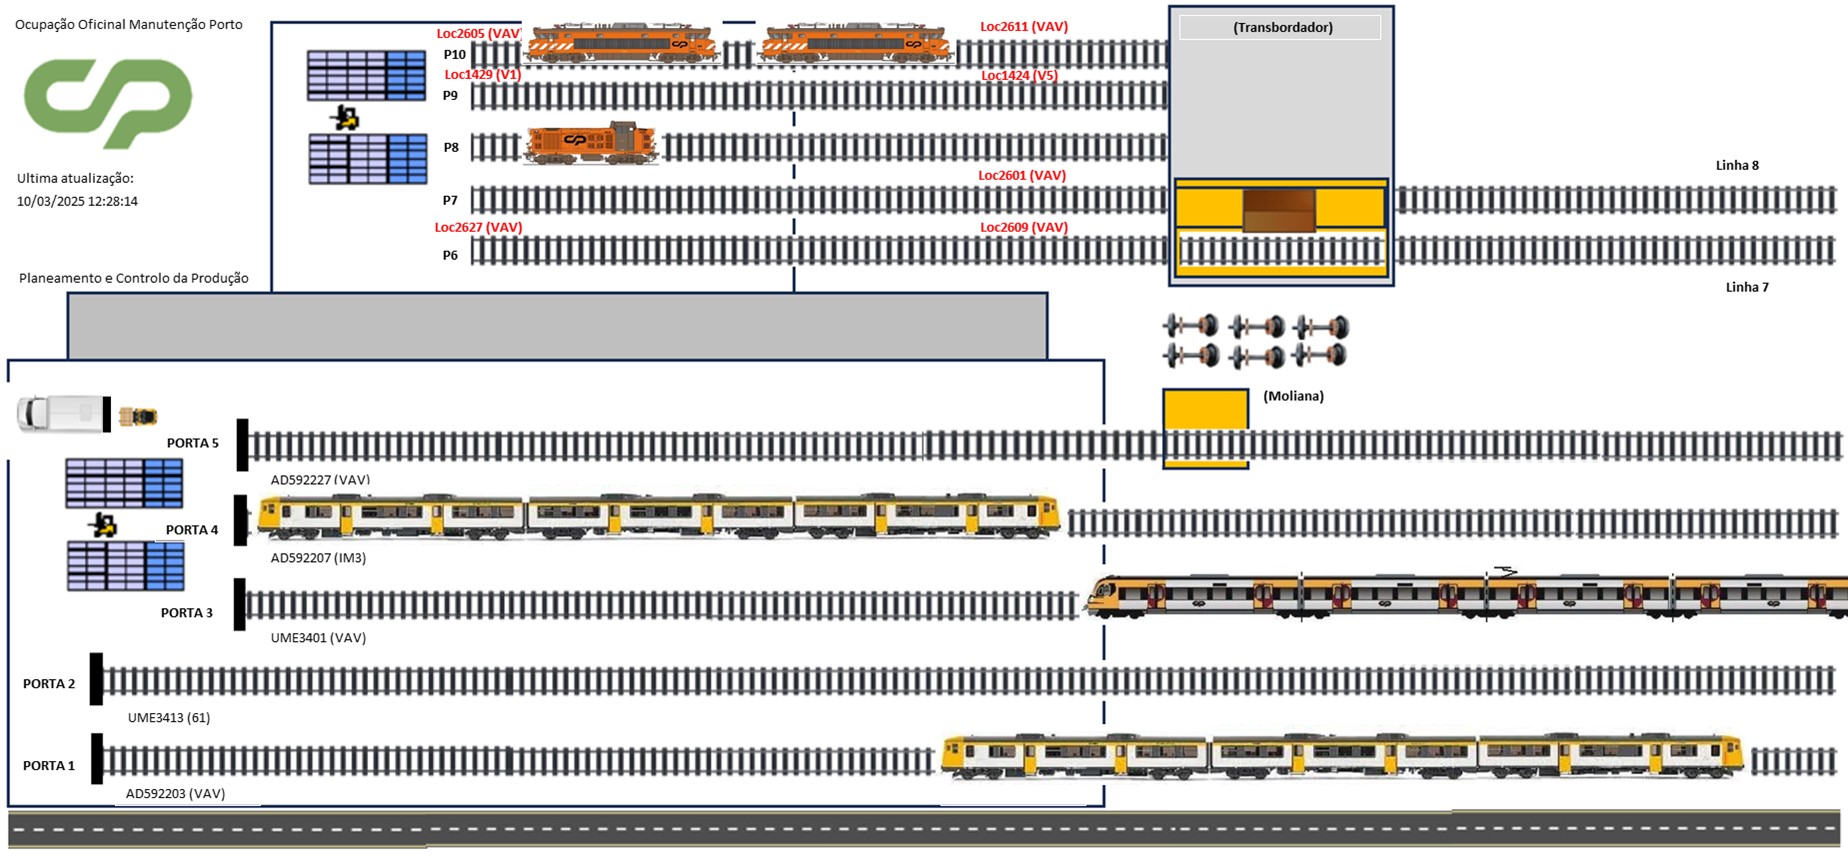 Ocupação Oficinal Manutenção Porto
Ultima atualização:
10/03/2025 12:28:14
Planeamento e Controlo da Produção
Loc2605 (VAV)
Loc2611 (VAV)
P10
Loc1429 (V1)
Loc1424 (V5)
P9
P8
Loc2601 (VAV)
P7
Loc2627 (VAV)
Loc2609 (VAV)
P6
(Transbordador)
Linha 8
Linha 7
(Moliana)
PORTA 5
AD592227 (VAV)
PORTA 4
AD592207 (IM3)
PORTA 3
UME3401 (VAV)
PORTA 2
UME3413 (61)
PORTA 1
AD592203 (VAV)